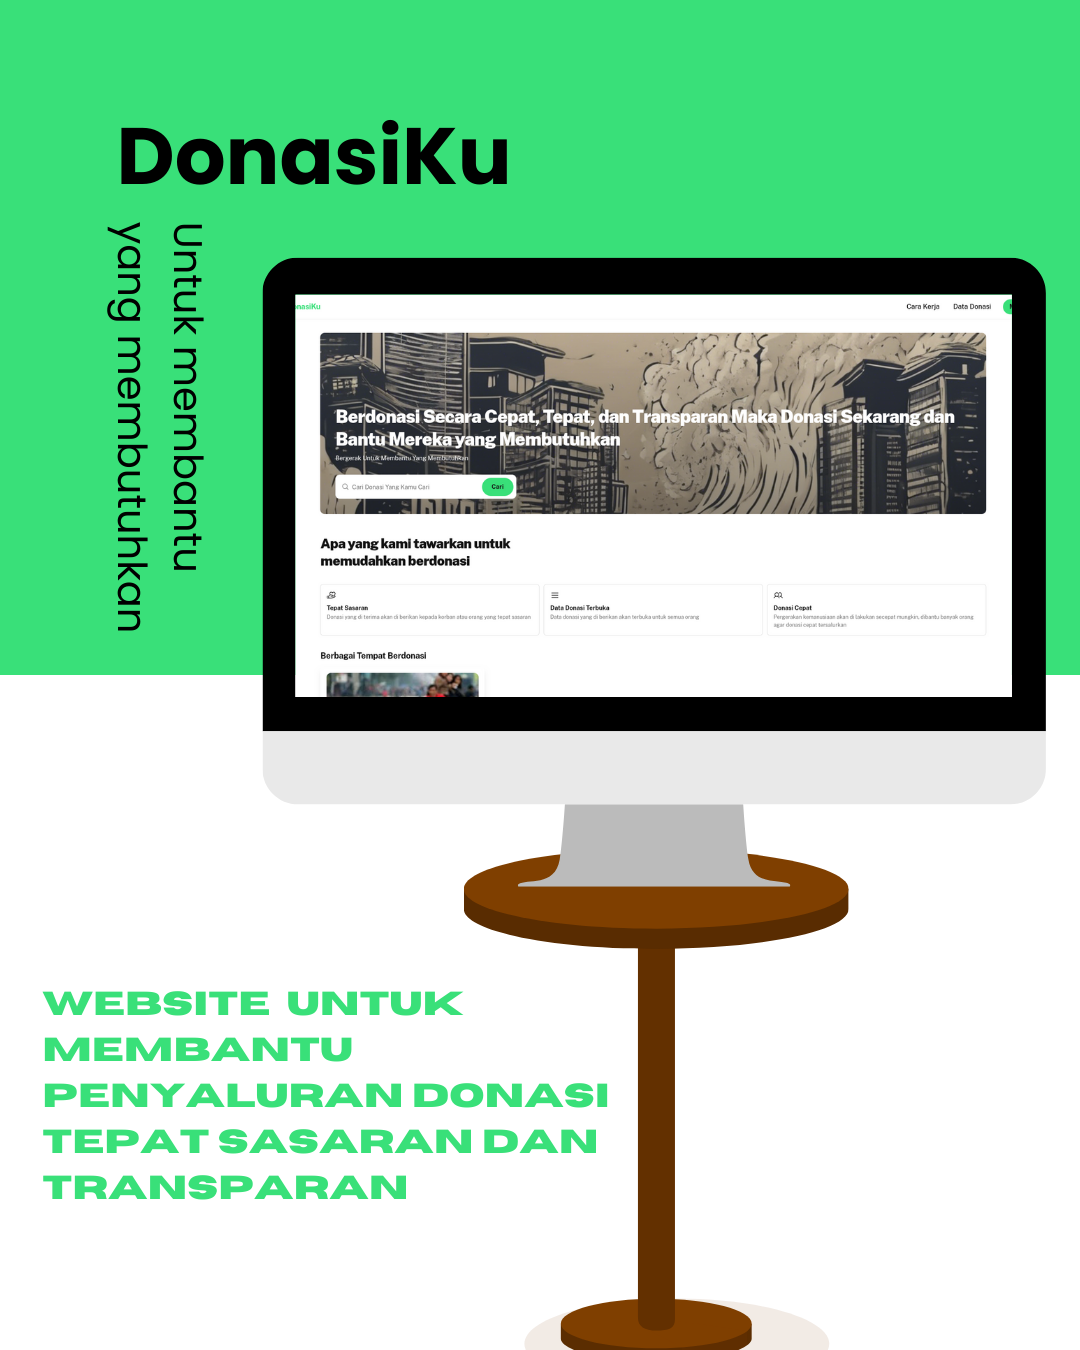 DonasiKu
Untuk membantu
yang membutuhkan
nasiKu
Cara Kerja
Data Donasi
Berdonasi Secara Cepat, Tepat, dan Transparan Maka Donasi Sekarang dan
Bantu Mereka yang Membutuhkan
Bergerak Untuk Membantu Yang Membutuhkan
Cari Donasi Yang Kamu Cari
Cari
Apa yang kami tawarkan untuk
memudahkan berdonasi
Tepat Sasaran
Donasi yang di terima akan di berikan kepada korban atau orang yang tepat sasaran
Data Donasi Terbuka
Data donasi yang di berikan akan terbuka untuk semua orang
Donasi Cepat
Pergerakan kemanusiaan akan di lakukan secepat mungkin, dibantu banyak orang
agar donasi cepat tersalurkan
Berbagai Tempat Berdonasi
WEBSITE UNTUK
MEMBANTU
PENYALURAN DONASI
TEPAT SASARAN DAN
TRANSPARAN